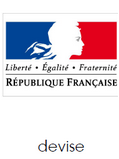 Liberté • Égalité • Fraternité
RÉPUBLIQUE FRANÇAISE
devise